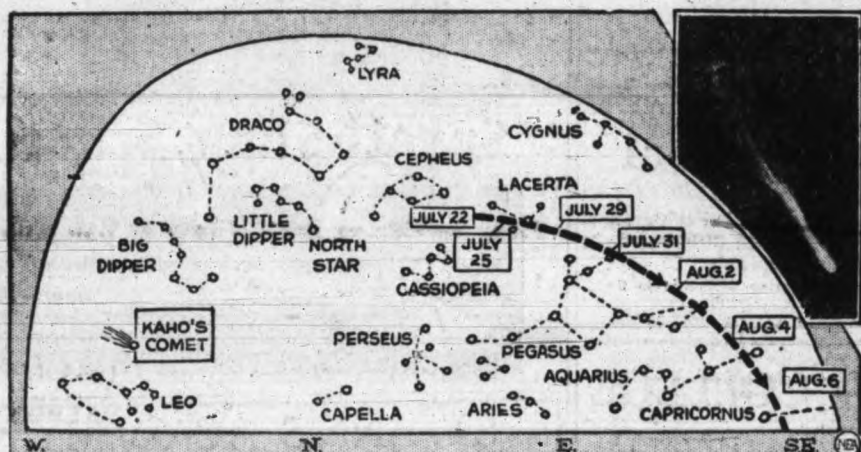 LYRA
DRACO
CYGNUS
CEPHEUS
LACERTA
JULY 22
JULY 29
LITTLE
DIPPER
NORTH
STAR
JULY
25
JULY 31
BIG
DIPPER
CASSIOPEIA
AUG. 2
KAHO'S
COMET
PERSEUS
PEGASUS
AUG. 4
AQUARIUS
AUG. 6
LEO
CAPELLA
ARIES
CAPRICORNUS
W.
N.
E.
SE.
NEA